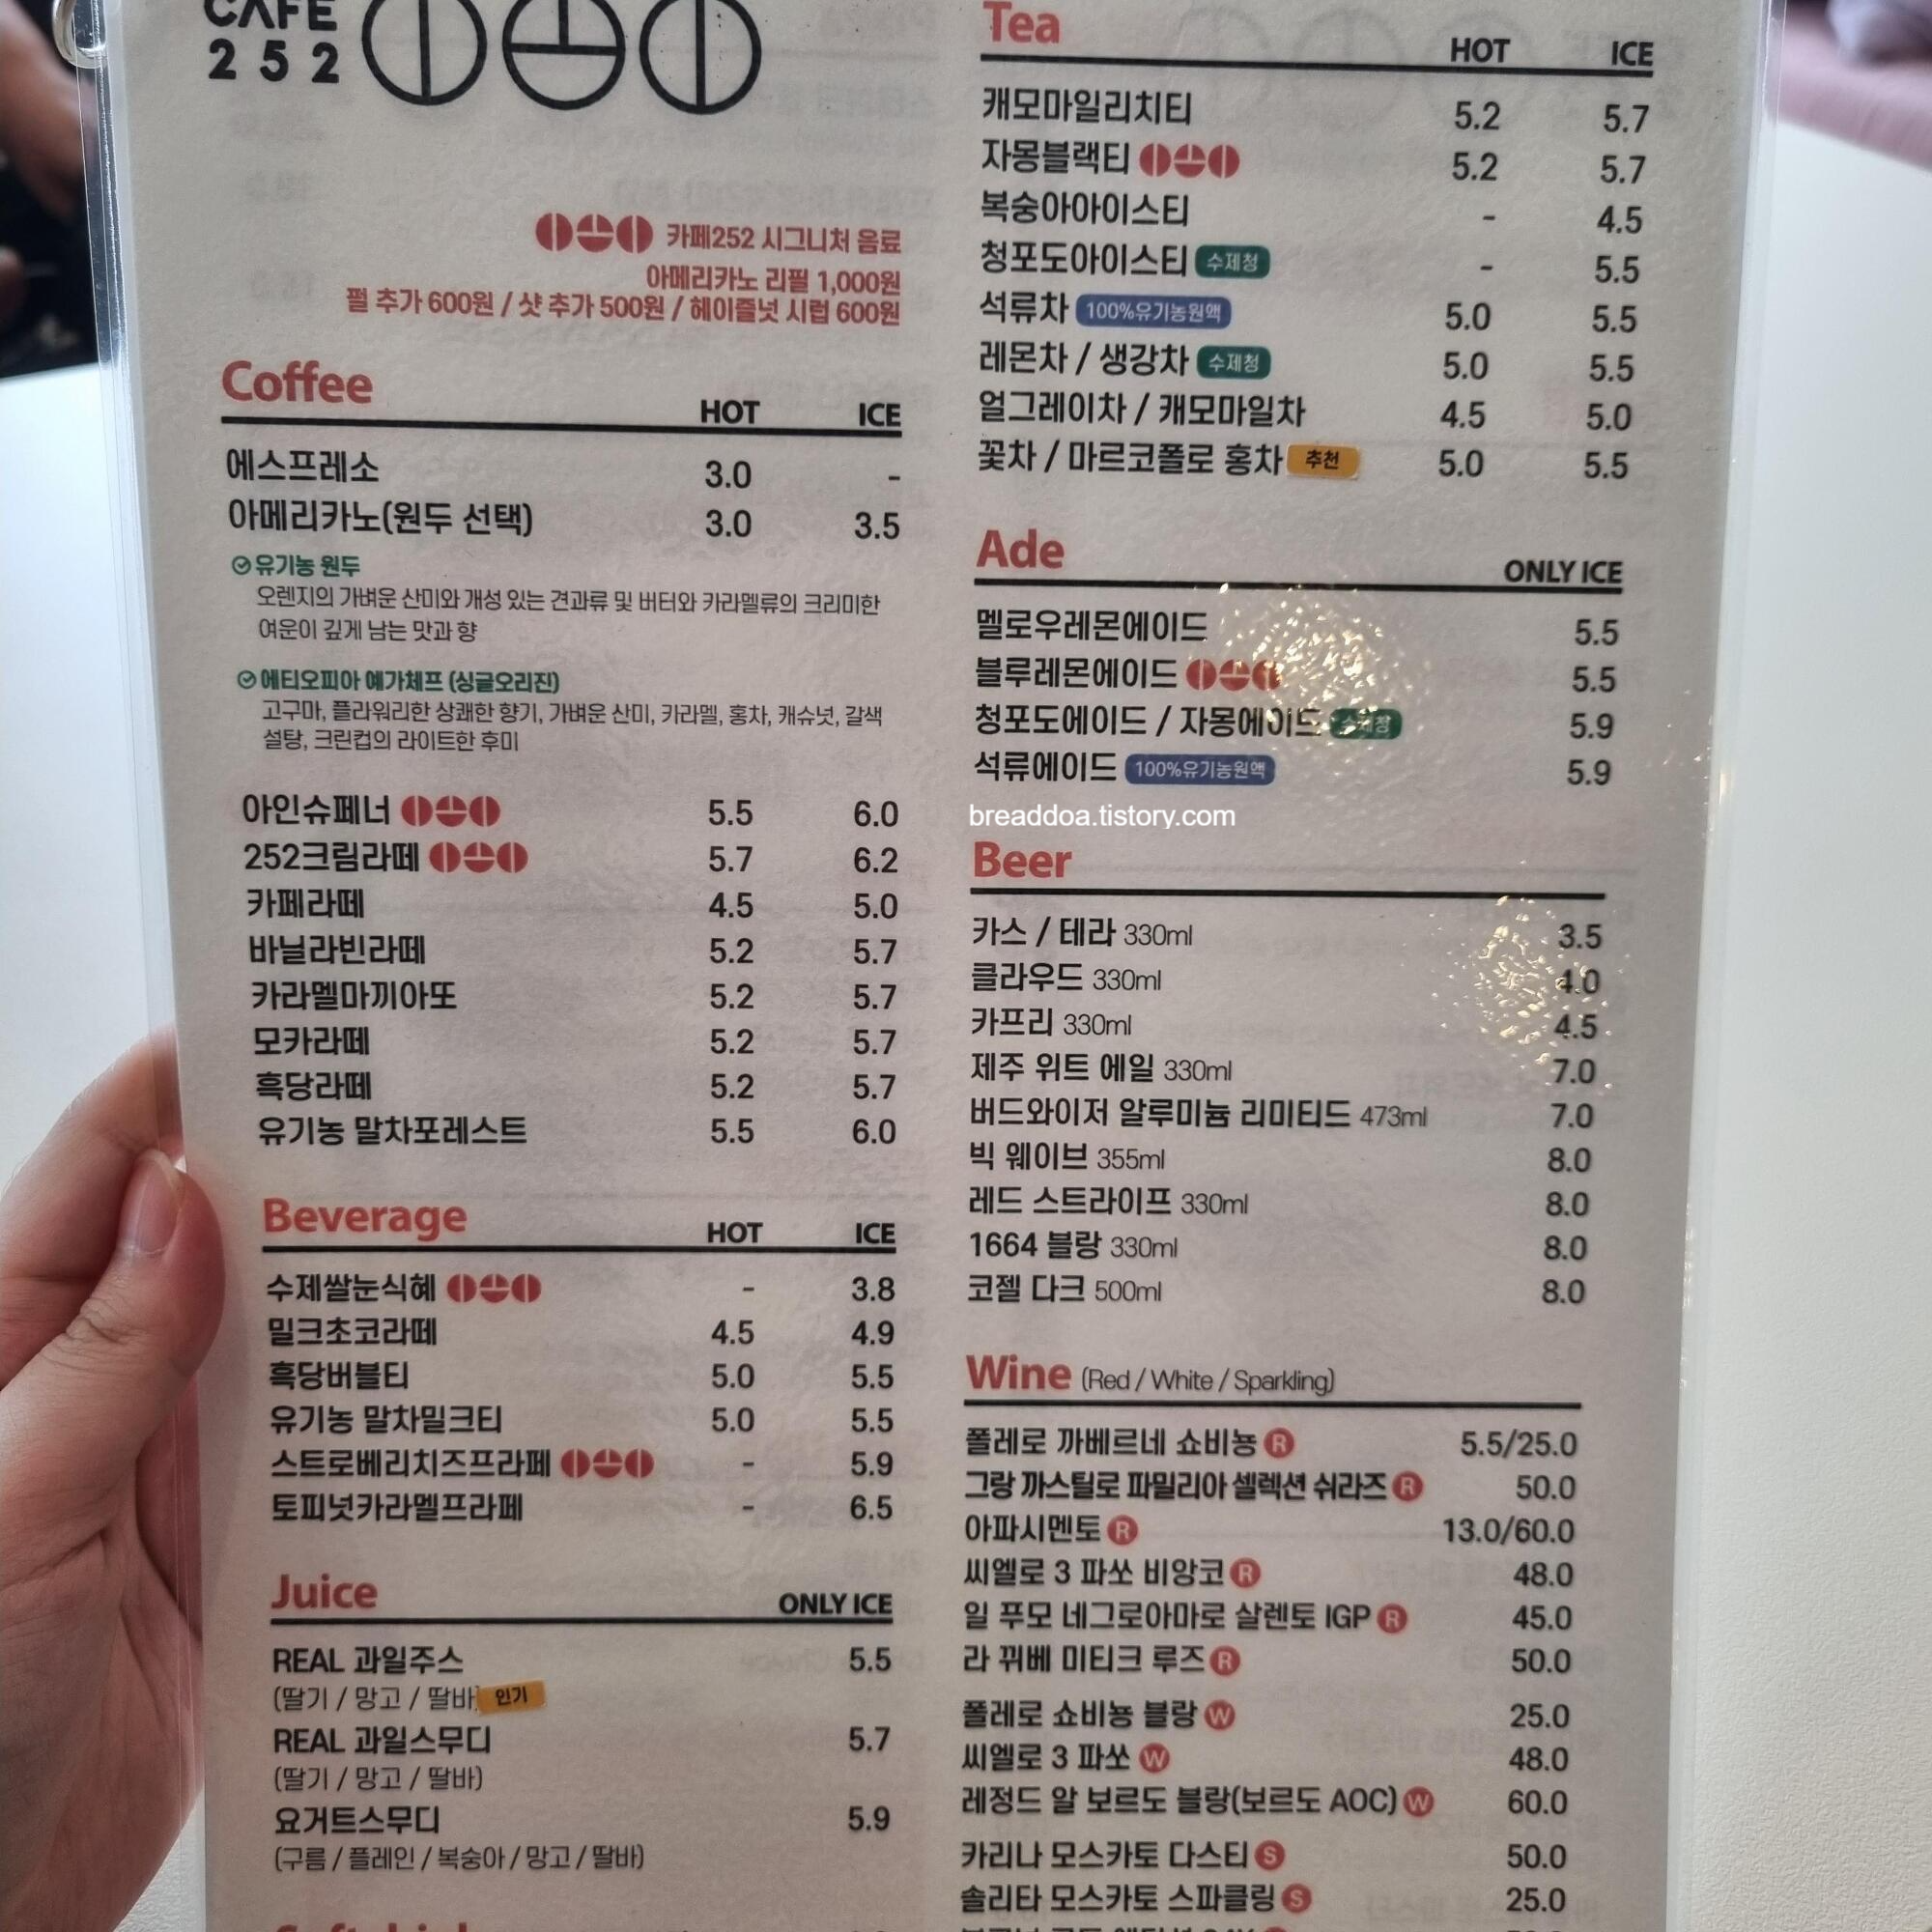 CAFE
252
카페252 시그니처 음료
아메리카노 리필 1,000원
펄 추가 600원 / 샷 추가 500원 / 헤이즐넛 시럽 600원
Coffee HOT ICE
에스프레소 3.0 -
아메리카노(원두 선택) 3.0 3.5
유기농 원두
오렌지의 가벼운 산미와 개성 있는 견과류 및 버터와 카라멜류의 크리미한
여운이 깊게 남는 맛과 향
에티오피아 예가체프 (싱글오리진)
고구마, 플라워리한 상쾌한 향기, 가벼운 산미, 카라멜, 홍차, 캐슈넛, 갈색
설탕, 크린컵의 라이트한 후미
아인슈페너 5.5 6.0
252크림라떼 5.7 6.2
카페라떼 4.5 5.0
바닐라빈라떼 5.2 5.7
카라멜마끼아또 5.2 5.7
모카라떼 5.2 5.7
흑당라떼 5.2 5.7
유기농 말차포레스트 5.5 6.0
Beverage HOT ICE
수제쌀눈식혜 - 3.8
밀크초코라떼 4.5 4.9
흑당버블티 5.0 5.5
유기농 말차밀크티 5.0 5.5
스트로베리치즈프라페 - 5.9
토피넛카라멜프라페 - 6.5
Juice ONLY ICE
REAL 과일주스 5.5
(딸기 / 망고 / 딸바) 인기
REAL 과일스무디 5.7
(딸기 / 망고 / 딸바)
요거트스무디 5.9
(구름 / 플레인 / 복숭아 / 망고 / 딸바)
Tea HOT ICE
캐모마일리치티 5.2 5.7
자몽블랙티 5.2 5.7
복숭아아이스티 - 4.5
청포도아이스티 수제청 - 5.5
석류차 100%유기농원액 5.0 5.5
레몬차 / 생강차 수제청 5.0 5.5
얼그레이차 / 캐모마일차 4.5 5.0
꽃차 / 마르코폴로 홍차 추천 5.0 5.5
Ade ONLY ICE
멜로우레몬에이드 5.5
블루레몬에이드 5.5
청포도에이드 / 자몽에이드 수제청 5.9
석류에이드 100%유기농원액 5.9
breaddoa.tistory.com
Beer
카스 / 테라 330ml 3.5
클라우드 330ml 4.0
카프리 330ml 4.5
제주 위트 에일 330ml 7.0
버드와이저 알루미늄 리미티드 473ml 7.0
빅 웨이브 355ml 8.0
레드 스트라이프 330ml 8.0
1664 블랑 330ml 8.0
코젤 다크 500ml 8.0
Wine (Red / White / Sparkling)
폴레로 까베르네 쇼비뇽 R 5.5/25.0
그랑 까스틸로 파밀리아 셀렉션 쉬라즈 R 50.0
아파시멘토 R 13.0/60.0
씨엘로 3 파쏘 비앙코 R 48.0
일 푸모 네그로아마로 살렌토 IGP R 45.0
라 뀌베 미티크 루즈 R 50.0
폴레로 쇼비뇽 블랑 W 25.0
씨엘로 3 파쏘 W 48.0
레정드 알 보르도 블랑(보르도 AOC) W 60.0
카리나 모스카토 다스티 S 50.0
솔리타 모스카토 스파클링 S 25.0